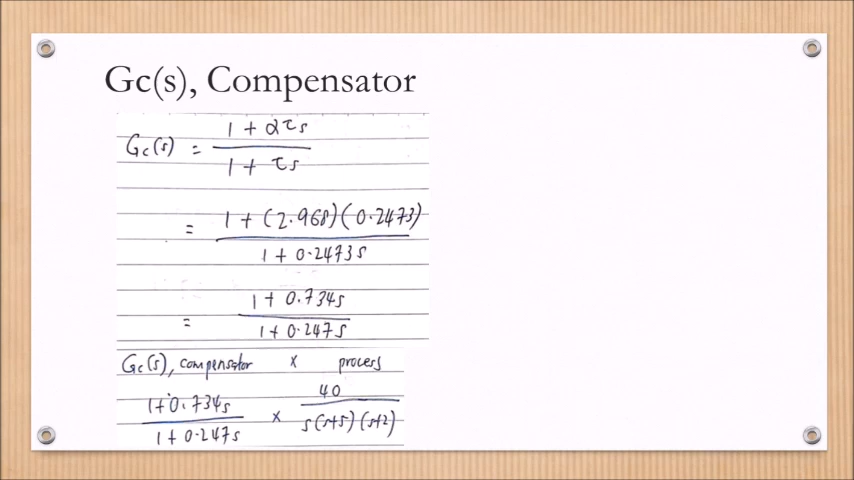 Gc(s), Compensator
Gc(s) = (1 + ατs) / (1 + τs)
= (1 + (2.968)(0.2473)) / (1 + 0.2473s)
= (1 + 0.734s) / (1 + 0.247s)
Gc(s), compensator × process
(1+0.734s) / (1 + 0.247s) × 40 / (s(s+5)(s+2))